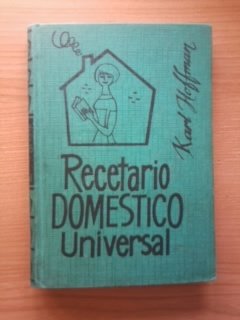 Karl Hoffman
Recetario
DOMESTICO
Universal